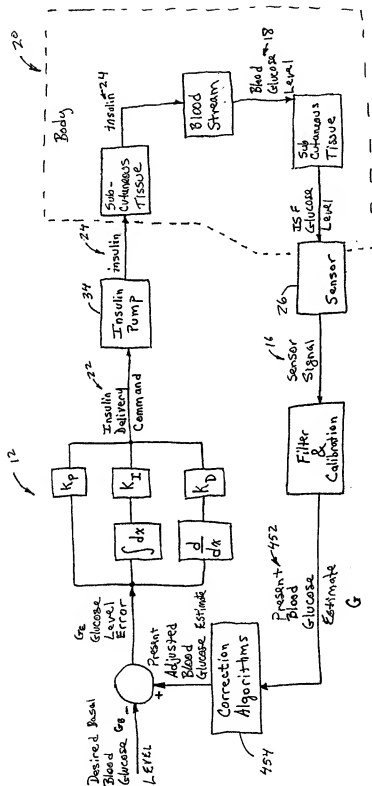 20
Body
Sub-
Cutaneous
Tissue
insulin
24
Blood
Stream
Blood
Glucose
Level
18
Sub
Cutaneous
Tissue
ISF
Glucose
Level
24
insulin
34
Insulin
Pump
22
Insulin
Delivery
Command
26
Sensor
16
Sensor
Signal
Filter
&
Calibration
12
KP
KI
KD
∫dx
d
dx
GE
Glucose
Level
Error
Present
Adjusted
Blood
Glucose Estimate
Desired Basal
Blood
Glucose GB
LEVEL
-
+
Correction
Algorithms
454
Present
Blood
Glucose
Estimate
452
G